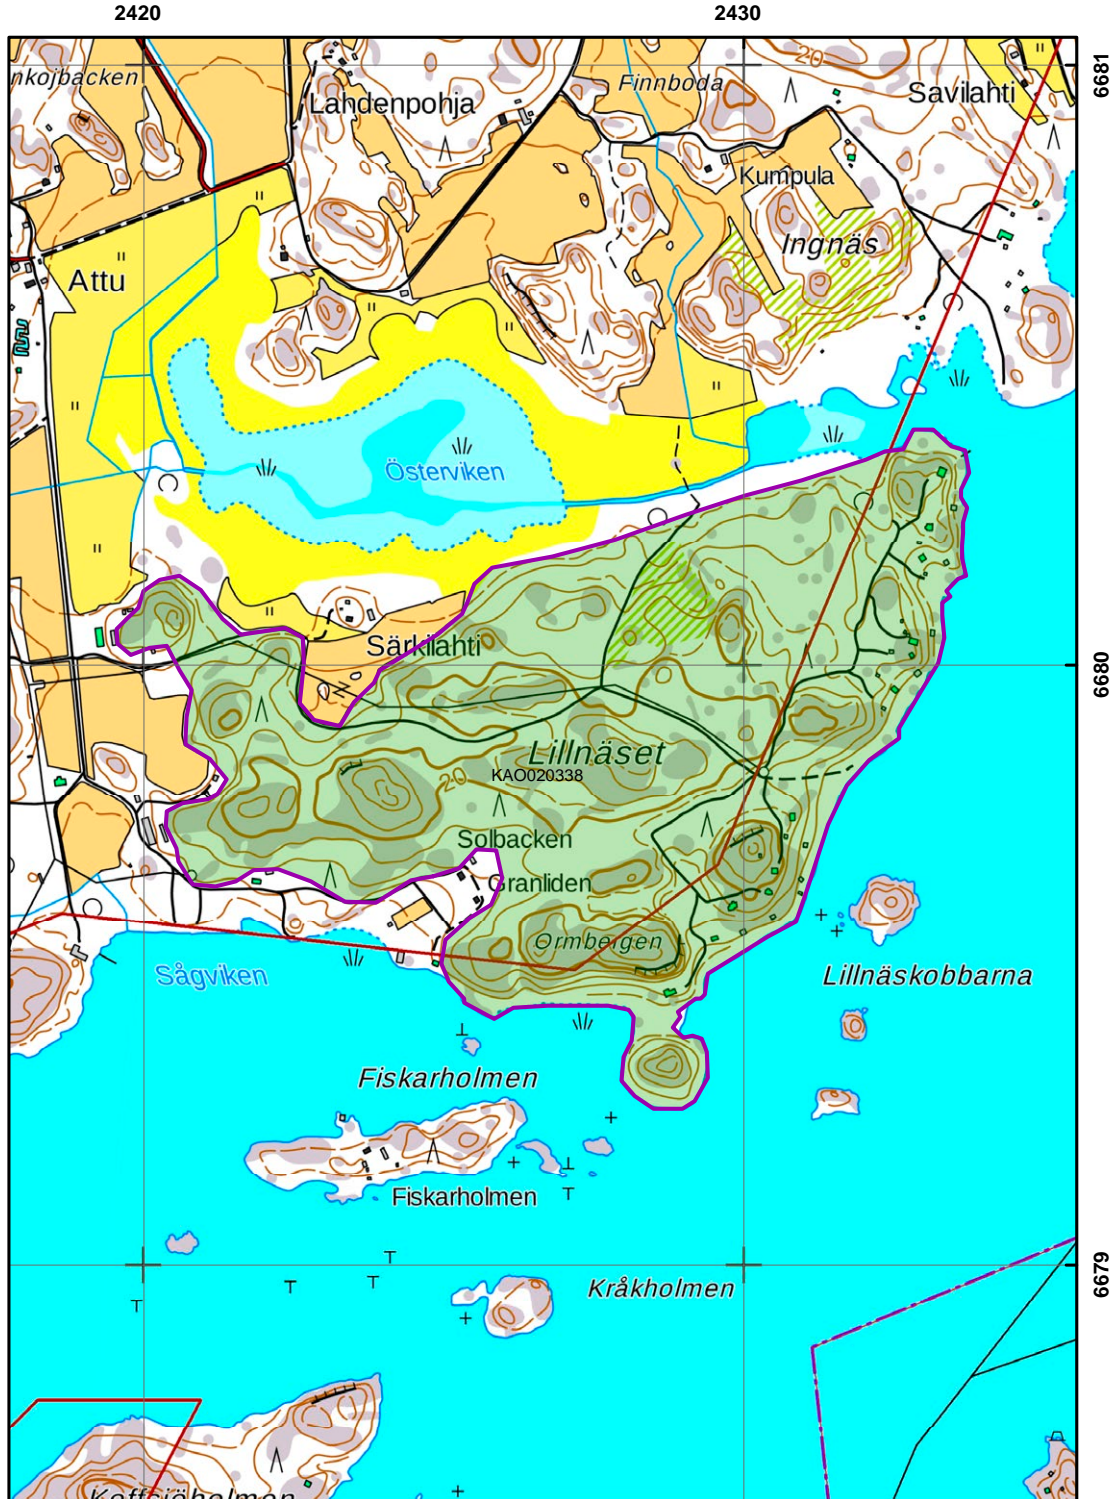 2420
2430
6681
nkojbacken
Lahdenpohja
Finnboda
Savilahti
Kumpula
Ingnäs
Attu
Österviken
Särkilahti
6680
Lillnäset
20
20
KAO020338
Solbacken
Granliden
Ormbergen
Sågviken
Lillnäskobbarna
Fiskarholmen
Fiskarholmen
6679
Kråkholmen